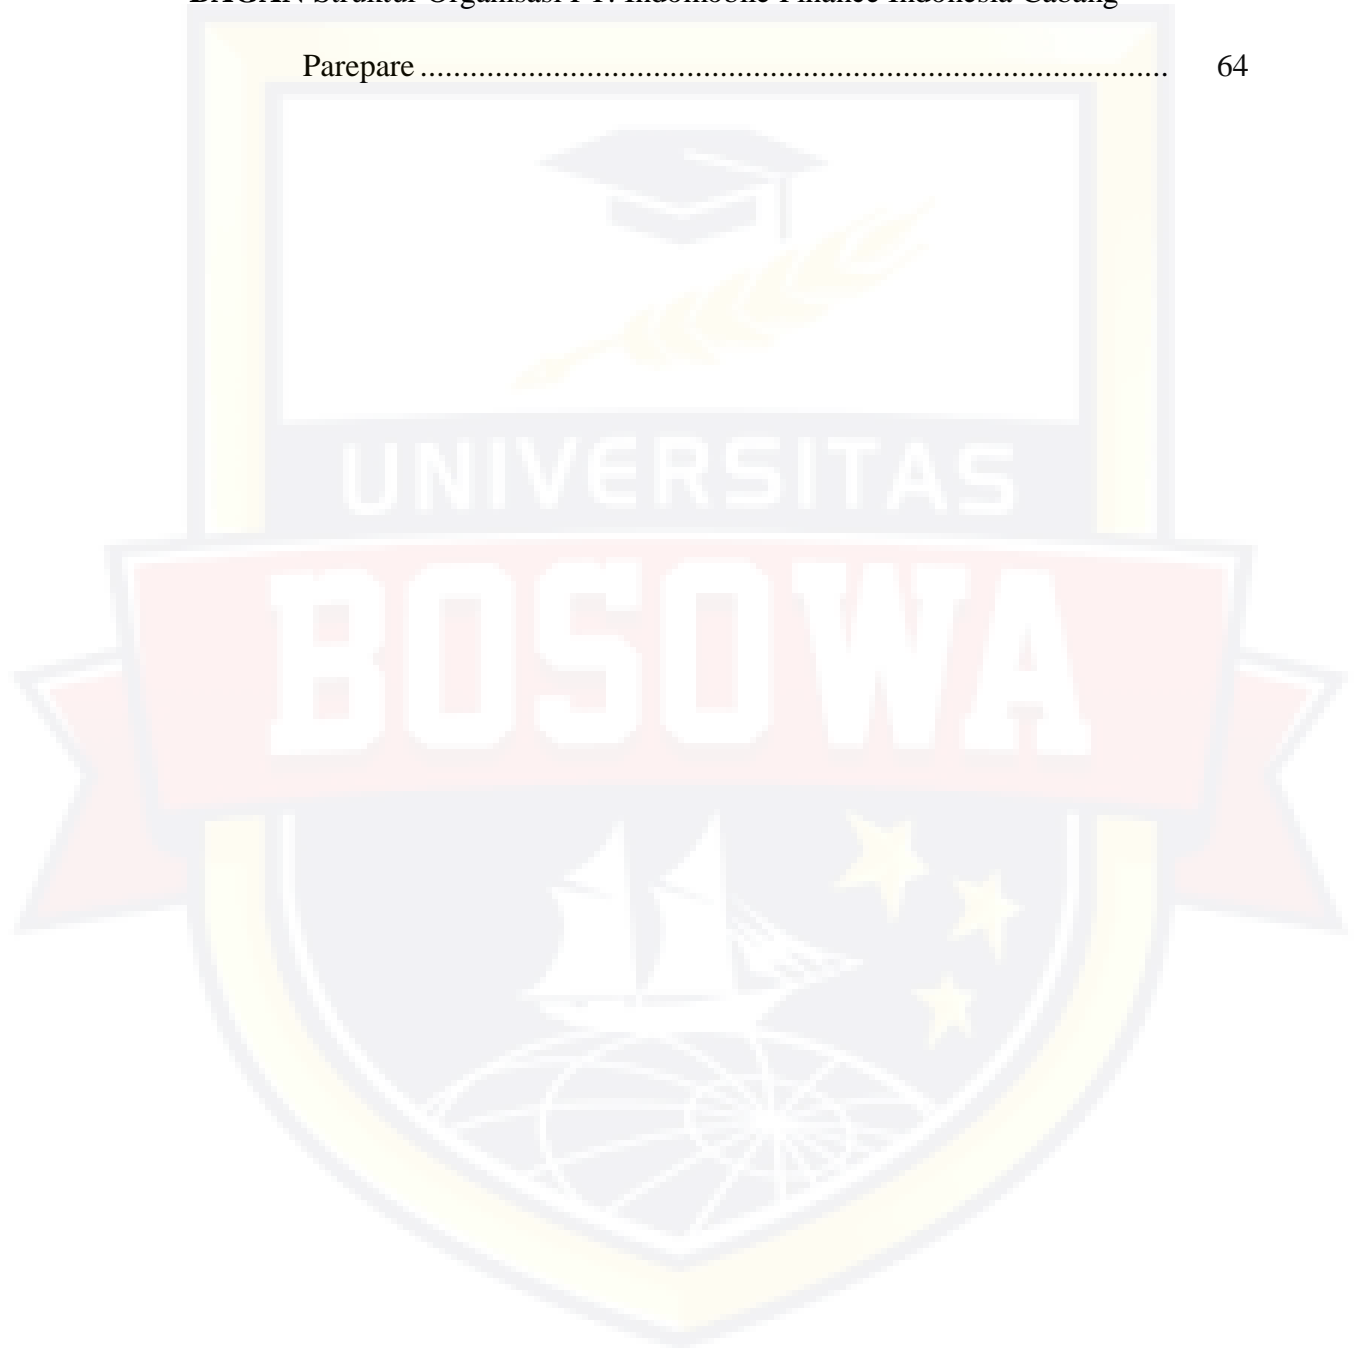 BAGAN Struktur Organisasi PT. Indomobile Finance Indonesia Cabang
Parepare ........................................................................................... 64
UNIVERSITAS
BOSOWA